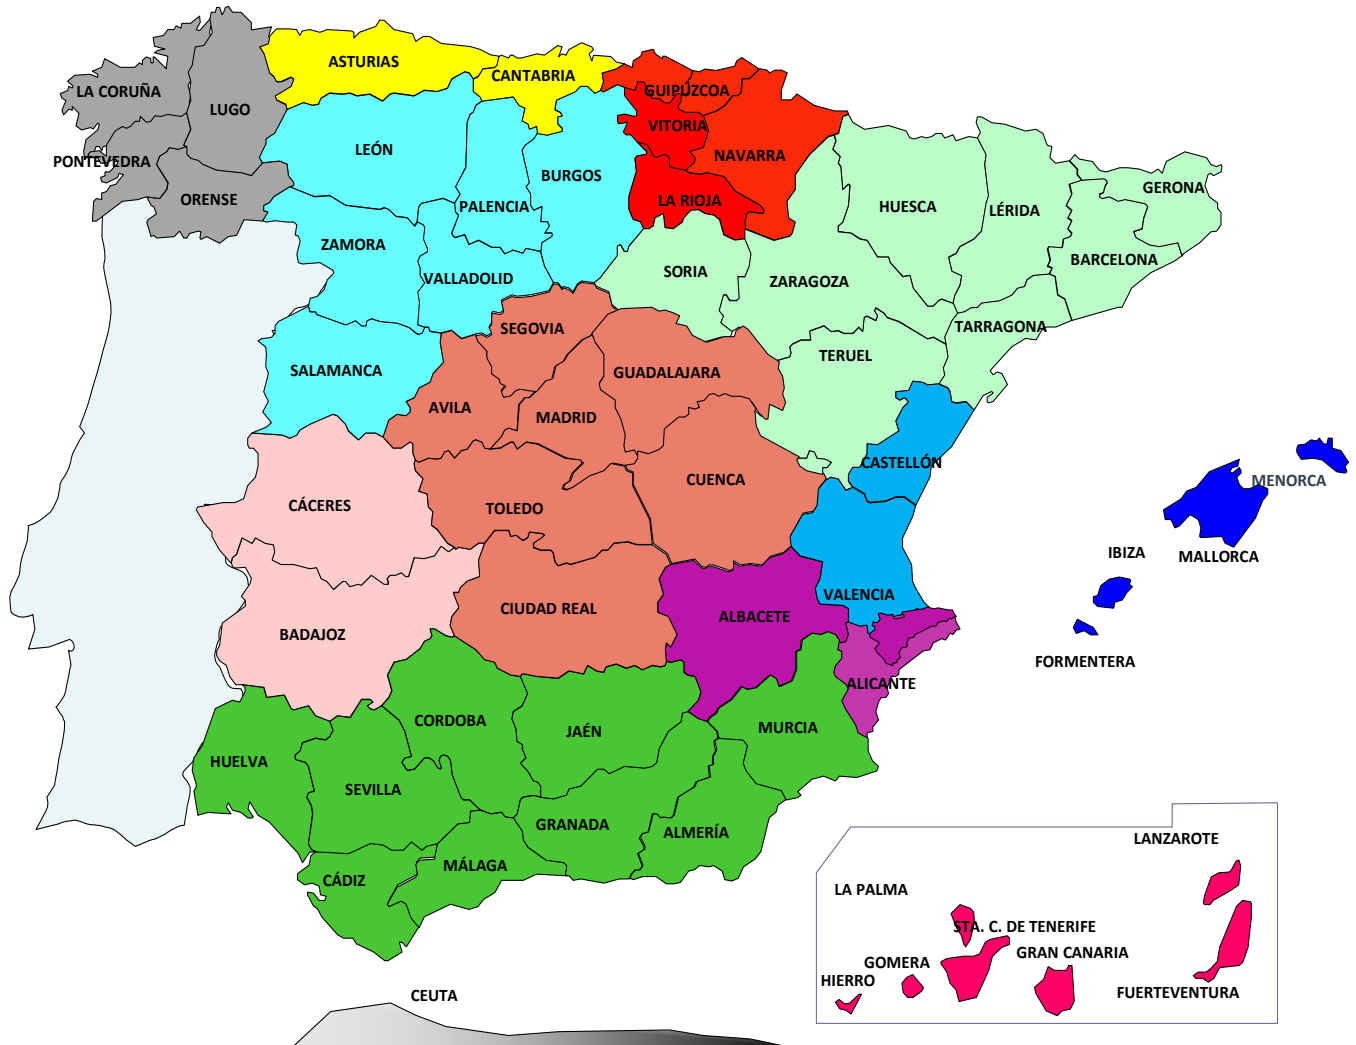 ASTURIAS
CANTABRIA
LA CORUÑA
LUGO
GUIPÚZCOA
VITORIA
LEÓN
NAVARRA
PONTEVEDRA
BURGOS
GERONA
ORENSE
LA RIOJA
PALENCIA
HUESCA
LÉRIDA
ZAMORA
BARCELONA
SORIA
VALLADOLID
ZARAGOZA
SEGOVIA
TARRAGONA
TERUEL
SALAMANCA
GUADALAJARA
AVILA
MADRID
CASTELLÓN
CUENCA
MENORCA
CÁCERES
TOLEDO
IBIZA
MALLORCA
VALENCIA
CIUDAD REAL
ALBACETE
BADAJOZ
FORMENTERA
ALICANTE
CORDOBA
MURCIA
JAÉN
HUELVA
SEVILLA
GRANADA
ALMERÍA
LANZAROTE
MÁLAGA
CÁDIZ
LA PALMA
STA. C. DE TENERIFE
GRAN CANARIA
GOMERA
HIERRO
FUERTEVENTURA
CEUTA